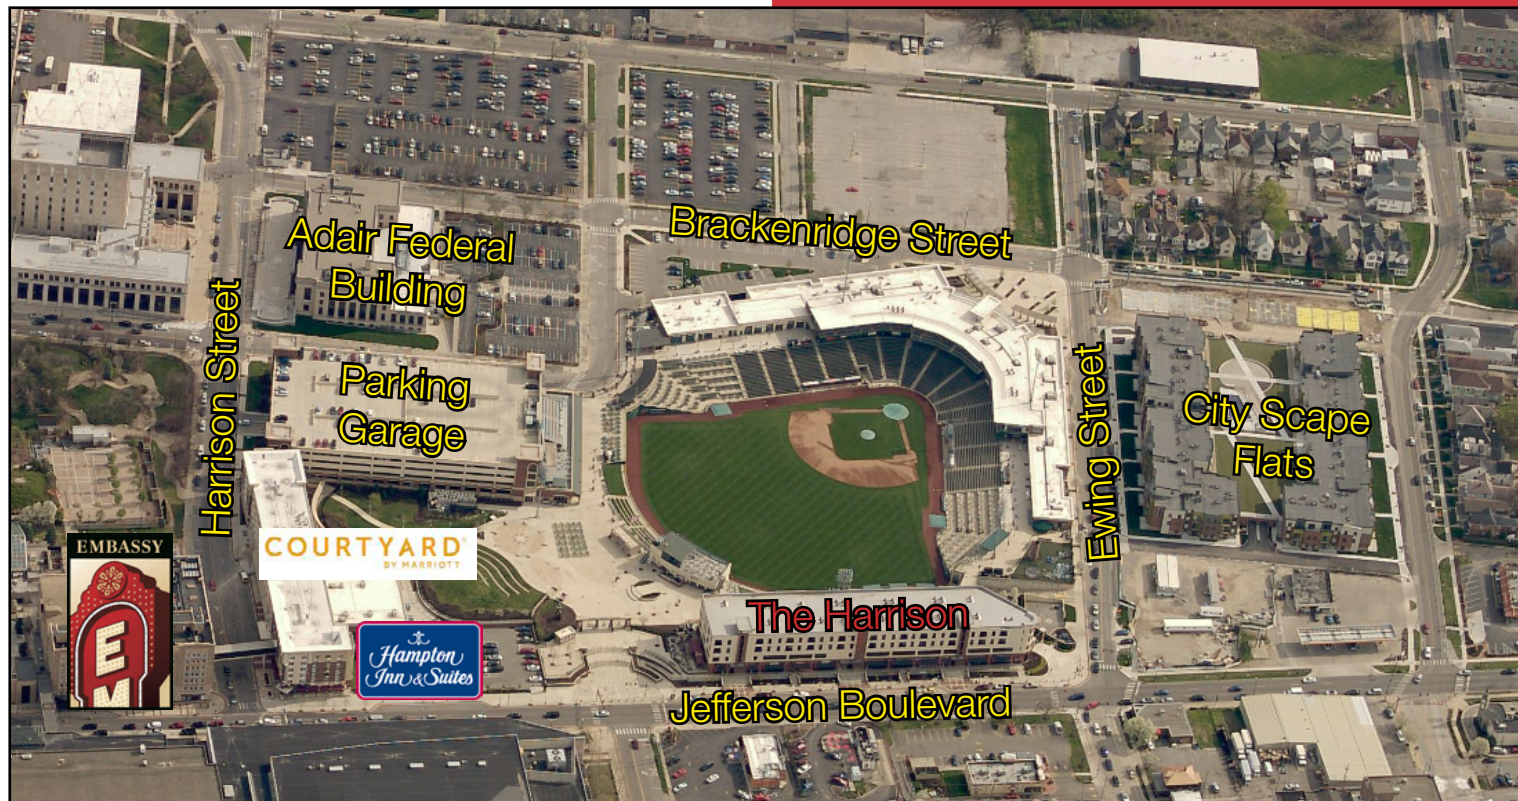 Brackenridge Street
Adair Federal
Building
Harrison Street
Parking
Garage
Ewing Street
City Scape
Flats
EMBASSY
E
COURTYARD®
BY MARRIOTT
Hampton
Inn & Suites
The Harrison
Jefferson Boulevard